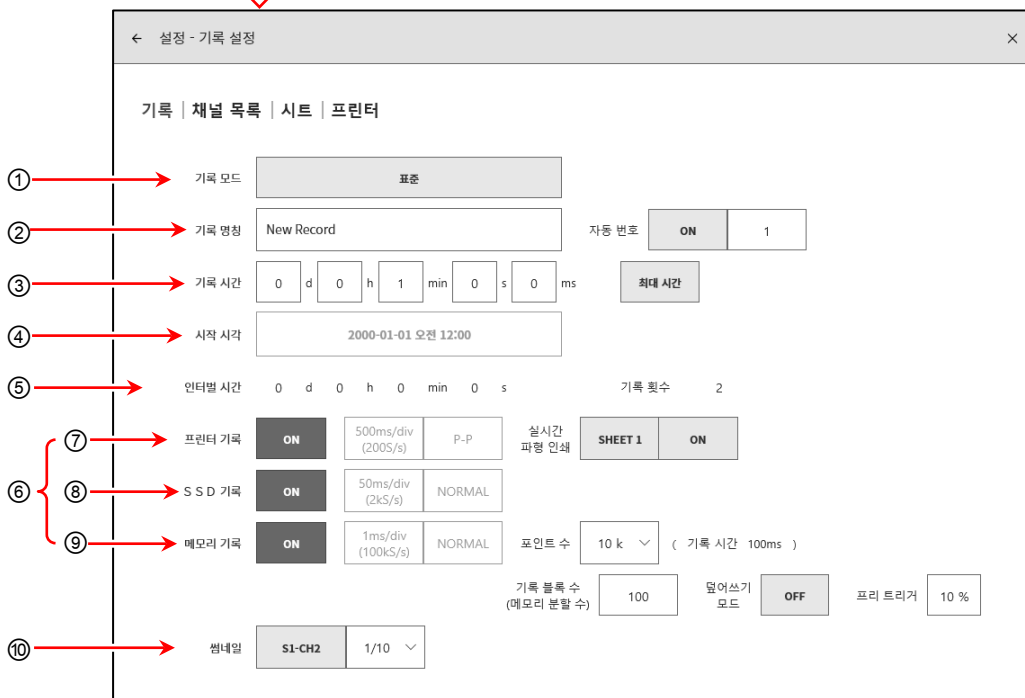 ← 설정 - 기록 설정 ×
기록 | 채널 목록 | 시트 | 프린터
① 기록 모드 표준
② 기록 명칭 New Record 자동 번호 ON 1
③ 기록 시간 0 d 0 h 1 min 0 s 0 ms 최대 시간
④ 시작 시각 2000-01-01 오전 12:00
⑤ 인터벌 시간 0 d 0 h 0 min 0 s 기록 횟수 2
⑥
⑦ 프린터 기록 ON 500ms/div (200S/s) P-P 실시간 파형 인쇄 SHEET 1 ON
⑧ S S D 기록 ON 50ms/div (2kS/s) NORMAL
⑨ 메모리 기록 ON 1ms/div (100kS/s) NORMAL 포인트 수 10 k ( 기록 시간 100ms )
기록 블록 수 (메모리 분할 수) 100 덮어쓰기 모드 OFF 프리 트리거 10 %
⑩ 썸네일 S1-CH2 1/10